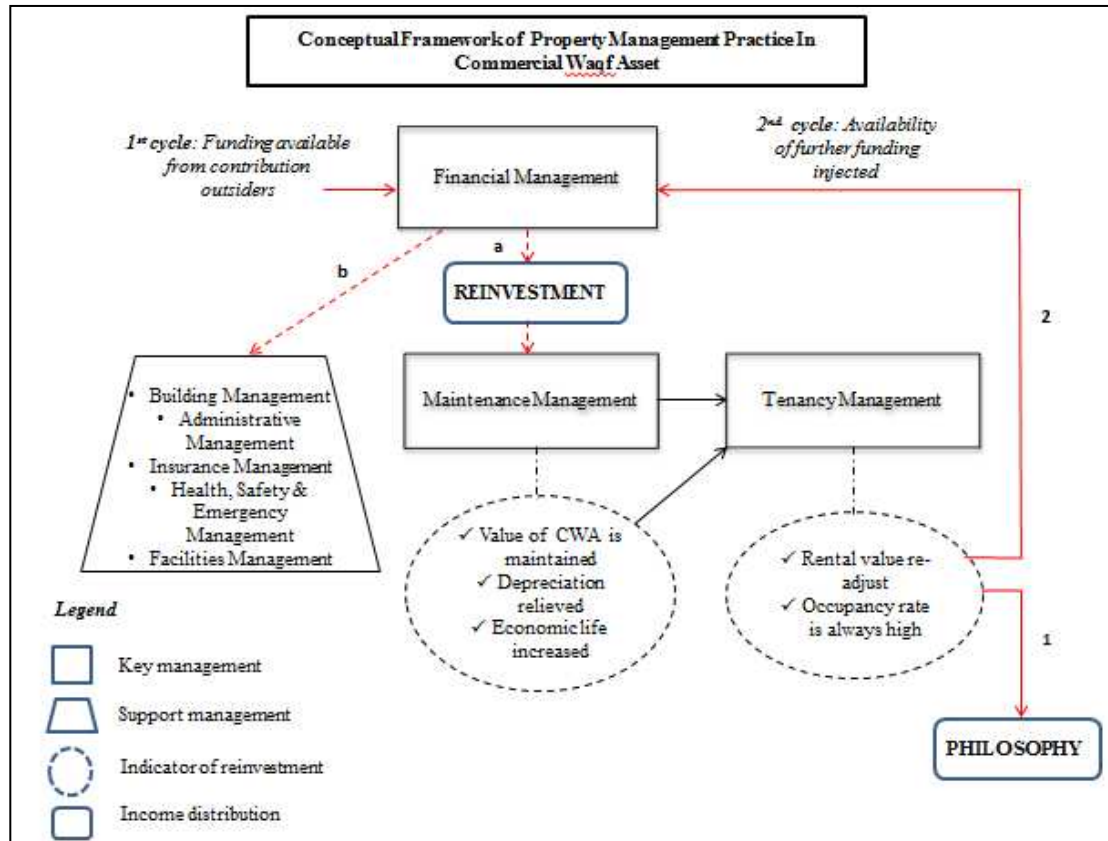 Conceptual Framework of Property Management Practice In
Commercial Waqf Asset
1st cycle: Funding available
from contribution
outsiders
Financial Management
2nd cycle: Availability
of further funding
injected
a
b
REINVESTMENT
2
• Building Management
• Administrative
Management
• Insurance Management
• Health, Safety &
Emergency
Management
• Facilities Management
Maintenance Management
Tenancy Management
✓ Value of CWA is
maintained
✓ Depreciation
relieved
✓ Economic life
increased
✓ Rental value re-
adjust
✓ Occupancy rate
is always high
1
PHILOSOPHY
Legend
Key management
Support management
Indicator of reinvestment
Income distribution